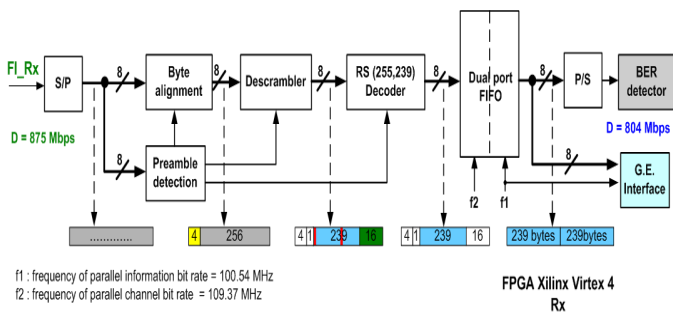 FI_Rx
S/P
8
Byte
alignment
8
Descrambler
8
RS (255,239)
Decoder
8
Dual port
FIFO
8
P/S
BER
detector
D = 875 Mbps
D = 804 Mbps
8
Preamble
detection
8
G.E.
Interface
f2
f1
.............
4
256
4
1
239
16
4
1
239
16
239 bytes
239bytes
f1 : frequency of parallel information bit rate = 100.54 MHz
f2 : frequency of parallel channel bit rate = 109.37 MHz
FPGA Xilinx Virtex 4
Rx